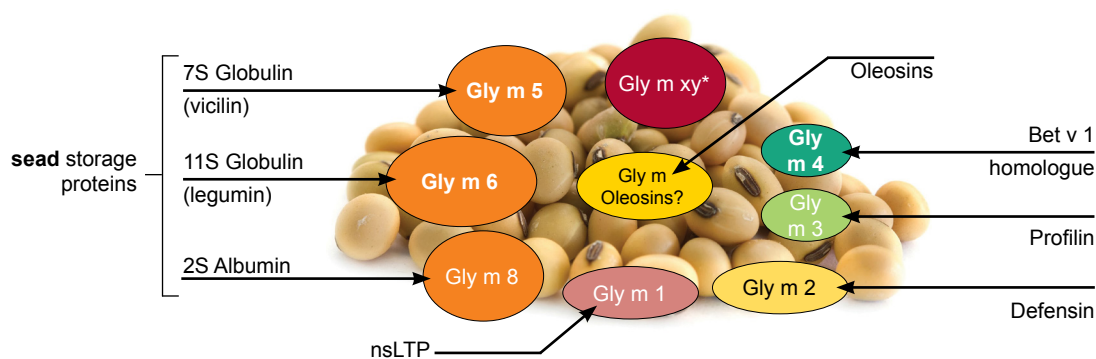 7S Globulin
(vicilin)
sead storage
proteins
11S Globulin
(legumin)
2S Albumin
nsLTP
Gly m 5
Gly m xy*
Gly m 6
Gly m
Oleosins?
Gly
m 4
Gly
m 3
Gly m 8
Gly m 1
Gly m 2
Oleosins
Bet v 1
homologue
Profilin
Defensin